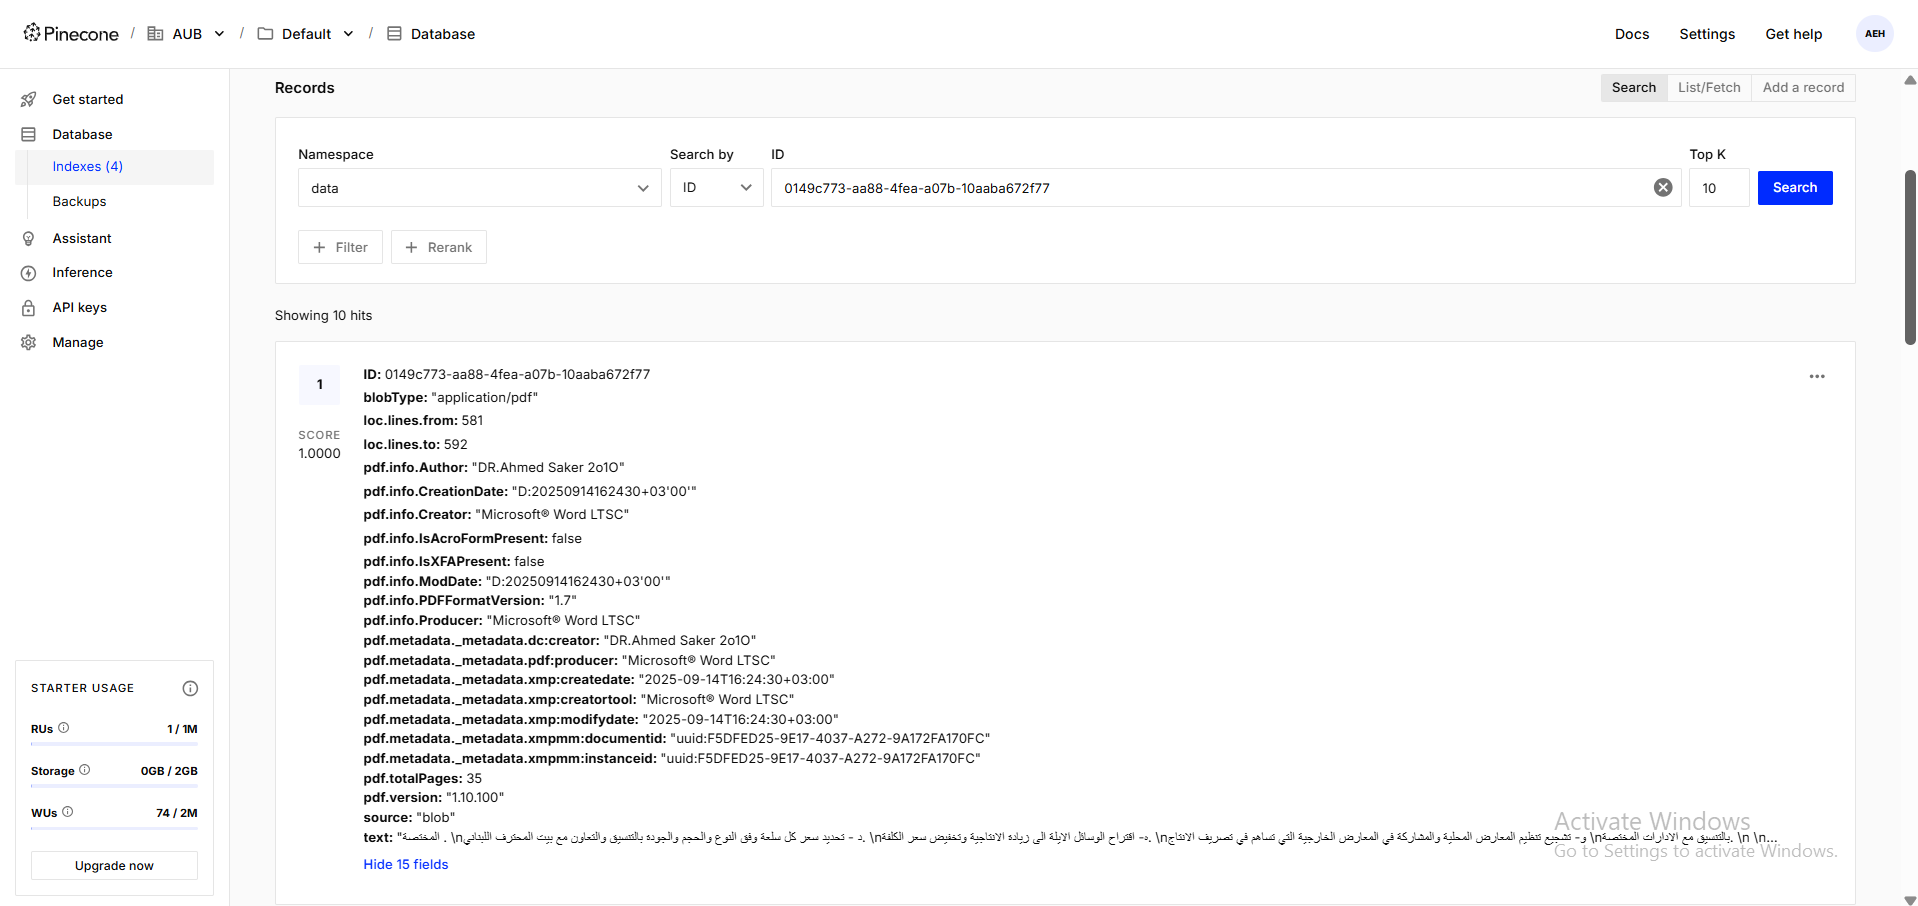 Pinecone / AUB / Default / Database Docs Settings Get help AEH
Get started
Database
Indexes (4)
Backups
Assistant
Inference
API keys
Manage
STARTER USAGE
RUs 1 / 1M
Storage 0GB / 2GB
WUs 74 / 2M
Upgrade now
Records Search List/Fetch Add a record
Namespace Search by ID Top K
data ID 0149c773-aa88-4fea-a07b-10aaba672f77 10 Search
+ Filter + Rerank
Showing 10 hits
1
SCORE
1.0000
ID: 0149c773-aa88-4fea-a07b-10aaba672f77
blobType: "application/pdf"
loc.lines.from: 581
loc.lines.to: 592
pdf.info.Author: "DR.Ahmed Saker 2o1O"
pdf.info.CreationDate: "D:20250914162430+03'00'"
pdf.info.Creator: "Microsoft® Word LTSC"
pdf.info.IsAcroFormPresent: false
pdf.info.IsXFAPresent: false
pdf.info.ModDate: "D:20250914162430+03'00'"
pdf.info.PDFFormatVersion: "1.7"
pdf.info.Producer: "Microsoft® Word LTSC"
pdf.metadata._metadata.dc:creator: "DR.Ahmed Saker 2o1O"
pdf.metadata._metadata.pdf:producer: "Microsoft® Word LTSC"
pdf.metadata._metadata.xmp:createdate: "2025-09-14T16:24:30+03:00"
pdf.metadata._metadata.xmp:creatortool: "Microsoft® Word LTSC"
pdf.metadata._metadata.xmp:modifydate: "2025-09-14T16:24:30+03:00"
pdf.metadata._metadata.xmpmm:documentid: "uuid:F5DFED25-9E17-4037-A272-9A172FA170FC"
pdf.metadata._metadata.xmpmm:instanceid: "uuid:F5DFED25-9E17-4037-A272-9A172FA170FC"
pdf.totalPages: 35
pdf.version: "1.10.100"
source: "blob"
text: "المختصة . \nد - تحديد سعر كل سلعة وفق النوع والحجم والجودة بالتنسيق والتعاون مع بيت المحترف اللبناني. \nه- اقتراح الوسائل الايلة الى زيادة الانتاجية وتخفيض سعر الكلفة. \nو- تشجيع تنظيم المعارض المحلية والمشاركة في المعارض الخارجية التي تساهم في تصريف الانتاج \nبالتنسيق مع الادارات المختصة. \n \n...
Hide 15 fields
Activate Windows
Go to Settings to activate Windows.